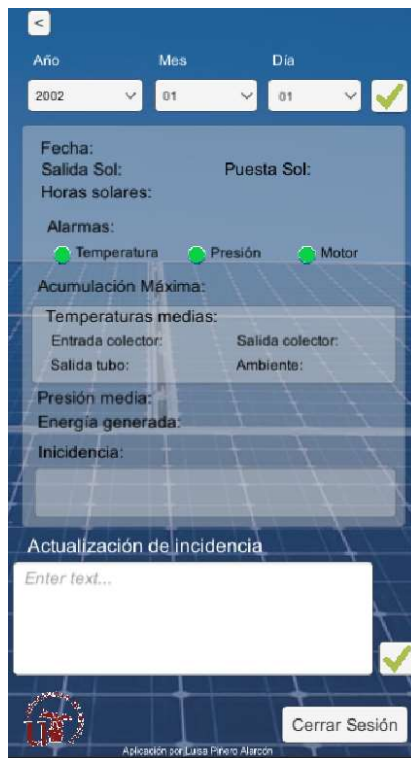 <
Año Mes Día
2002 01 01
Fecha:
Salida Sol: Puesta Sol:
Horas solares:
Alarmas:
Temperatura Presión Motor
Acumulación Máxima:
Temperaturas medias:
Entrada colector: Salida colector:
Salida tubo: Ambiente:
Presión media:
Energía generada:
Inicidencia:
Actualización de incidencia
Enter text...
Cerrar Sesión
Aplicación por:Luisa Piñero Alarcón